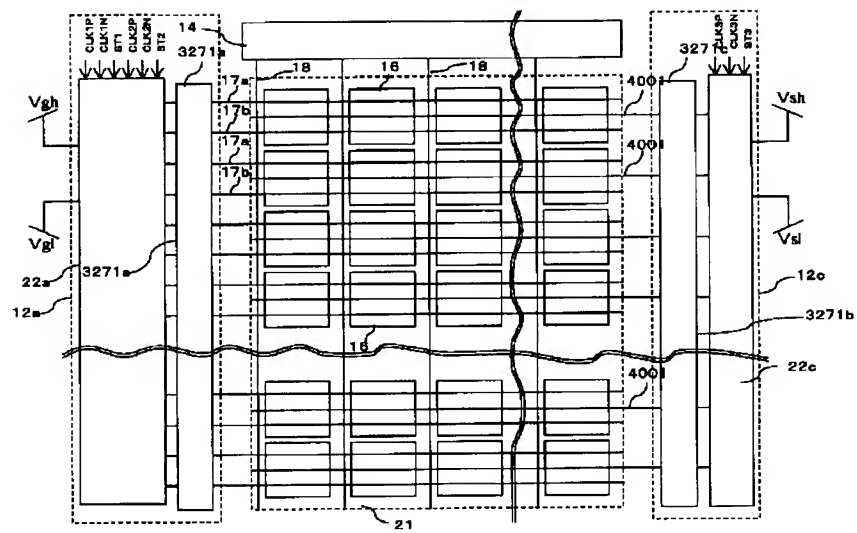 14
CLK1P
CLK1N
ST1
CLK2P
CLK2N
ST2
CLK3P
CLK3N
ST3
3271a
3271c
18
16
18
17a
4001
Vgh
17b
Vsh
17a
4001
17b
Vgl
Vsl
3271a
22a
12a
12c
3271b
16
4001
22c
21